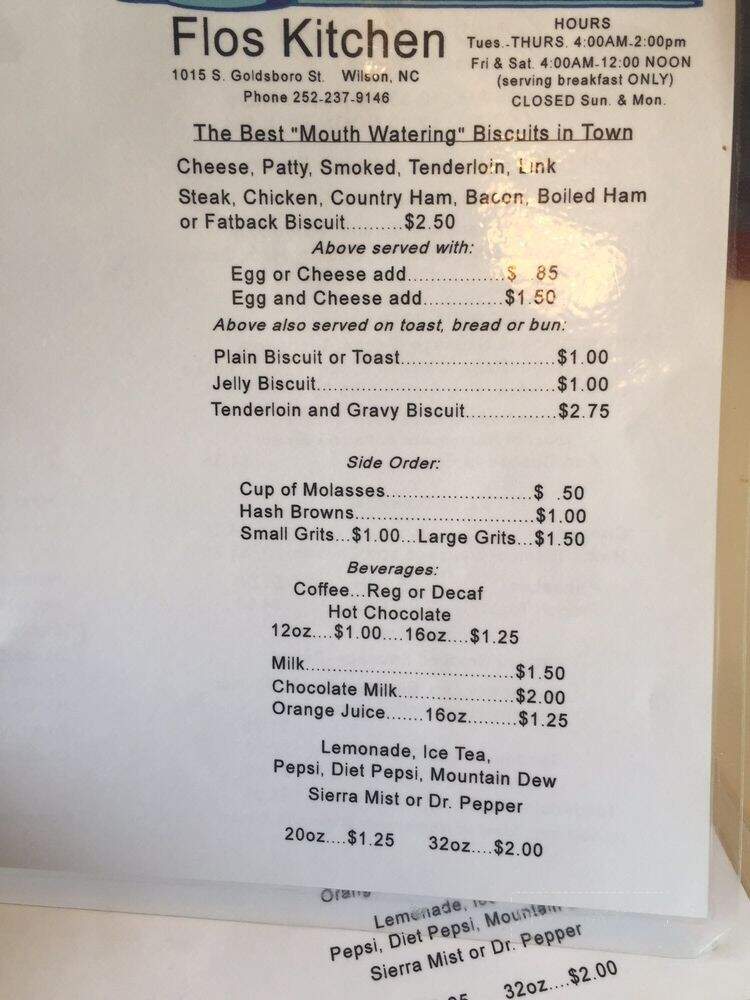 Flos Kitchen
1015 S. Goldsboro St. Wilson, NC
Phone 252-237-9146
HOURS
Tues.-THURS. 4:00AM-2:00pm
Fri & Sat. 4:00AM-12:00 NOON
(serving breakfast ONLY)
CLOSED Sun. & Mon.
The Best "Mouth Watering" Biscuits in Town
Cheese, Patty, Smoked, Tenderloin, Link
Steak, Chicken, Country Ham, Bacon, Boiled Ham
or Fatback Biscuit..........$2.50
Above served with:
Egg or Cheese add................$ .85
Egg and Cheese add.............$1.50
Above also served on toast, bread or bun:
Plain Biscuit or Toast..........................$1.00
Jelly Biscuit........................................$1.00
Tenderloin and Gravy Biscuit...............$2.75
Side Order:
Cup of Molasses........................$ .50
Hash Browns..............................$1.00
Small Grits...$1.00...Large Grits...$1.50
Beverages:
Coffee...Reg or Decaf
Hot Chocolate
12oz....$1.00....16oz....$1.25
Milk...................................$1.50
Chocolate Milk....................$2.00
Orange Juice.......16oz.........$1.25
Lemonade, Ice Tea,
Pepsi, Diet Pepsi, Mountain Dew
Sierra Mist or Dr. Pepper
20oz....$1.25 32oz....$2.00
Lemonade,
Pepsi, Diet Pepsi, Mountain
Sierra Mist or Dr. Pepper
32oz....$2.00